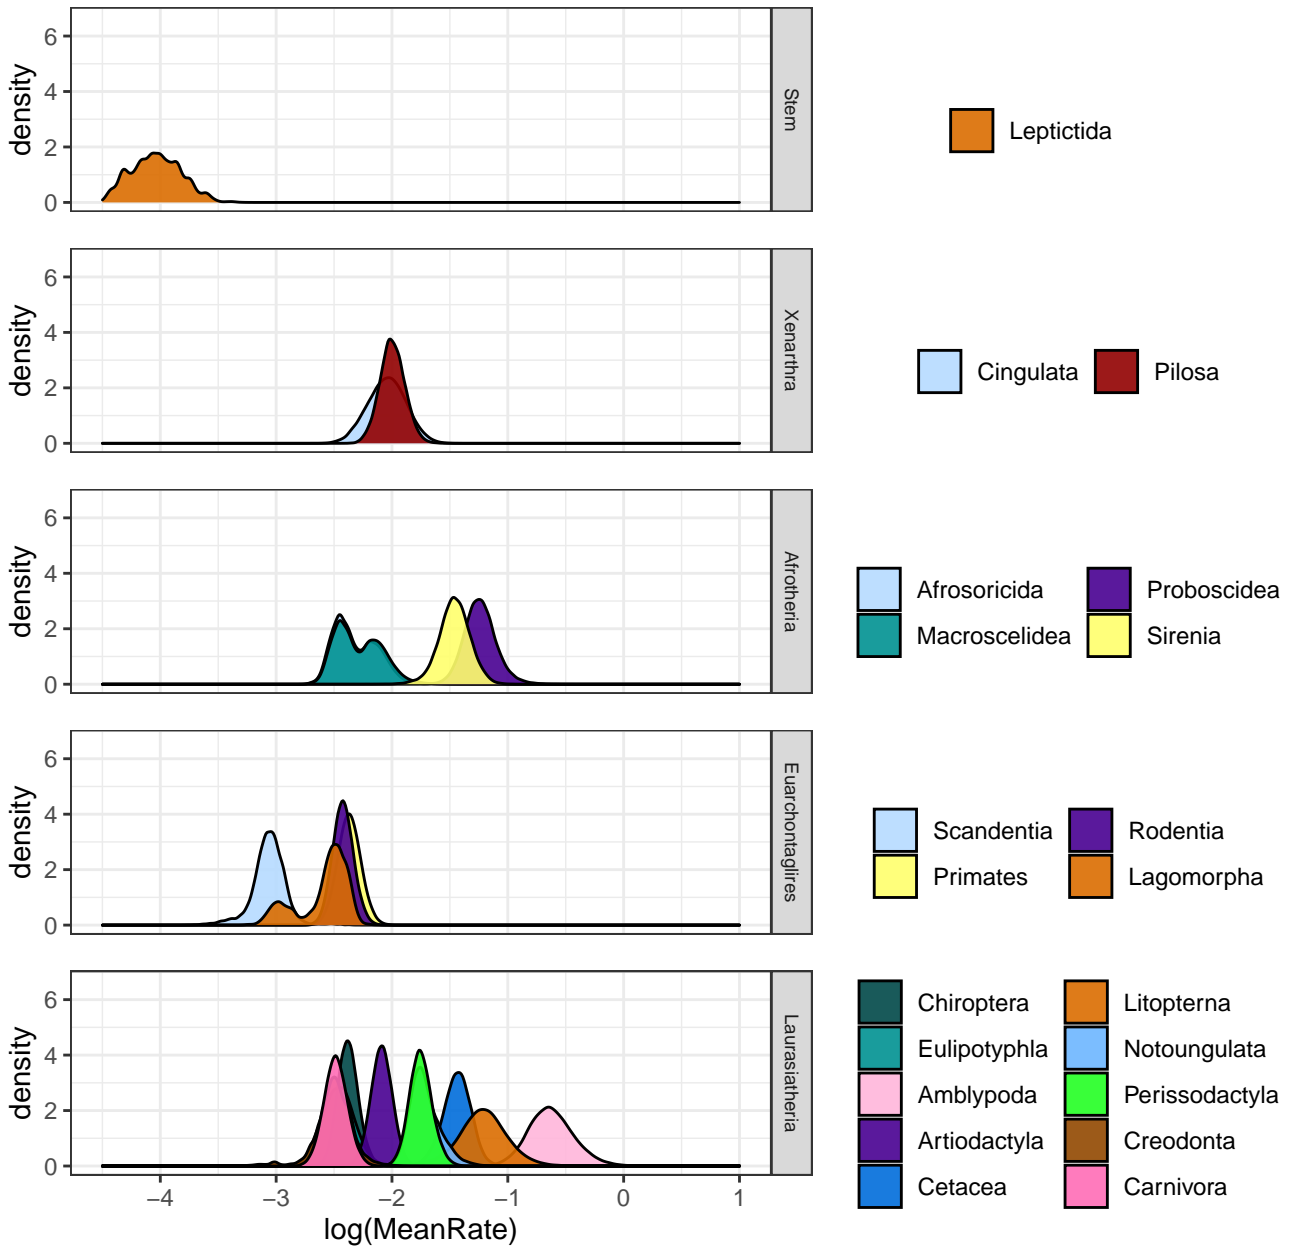 density
6
4
2
0
Stem
Leptictida
density
6
4
2
0
Xenarthra
Cingulata
Pilosa
density
6
4
2
0
Afrotheria
Afrosoricida
Proboscidea
Macroscelidea
Sirenia
density
6
4
2
0
Euarchontaglires
Scandentia
Rodentia
Primates
Lagomorpha
density
6
4
2
0
Laurasiatheria
Chiroptera
Litopterna
Eulipotyphla
Notoungulata
Amblypoda
Perissodactyla
Artiodactyla
Creodonta
Cetacea
Carnivora
−4 −3 −2 −1 0 1
log(MeanRate)